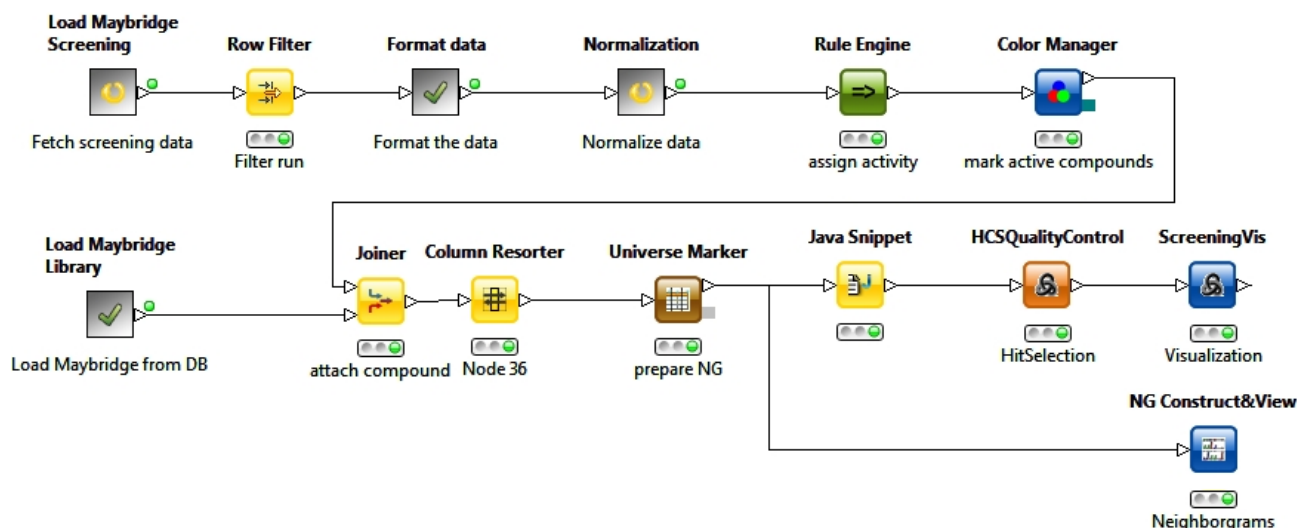 Load Maybridge
Screening
Row Filter
Format data
Normalization
Rule Engine
Color Manager
=>
Fetch screening data
Filter run
Format the data
Normalize data
assign activity
mark active compounds
Load Maybridge
Library
Joiner
Column Resorter
Universe Marker
Java Snippet
HCSQualityControl
ScreeningVis
Load Maybridge from DB
attach compound
Node 36
prepare NG
HitSelection
Visualization
NG Construct&View
Neighborgrams